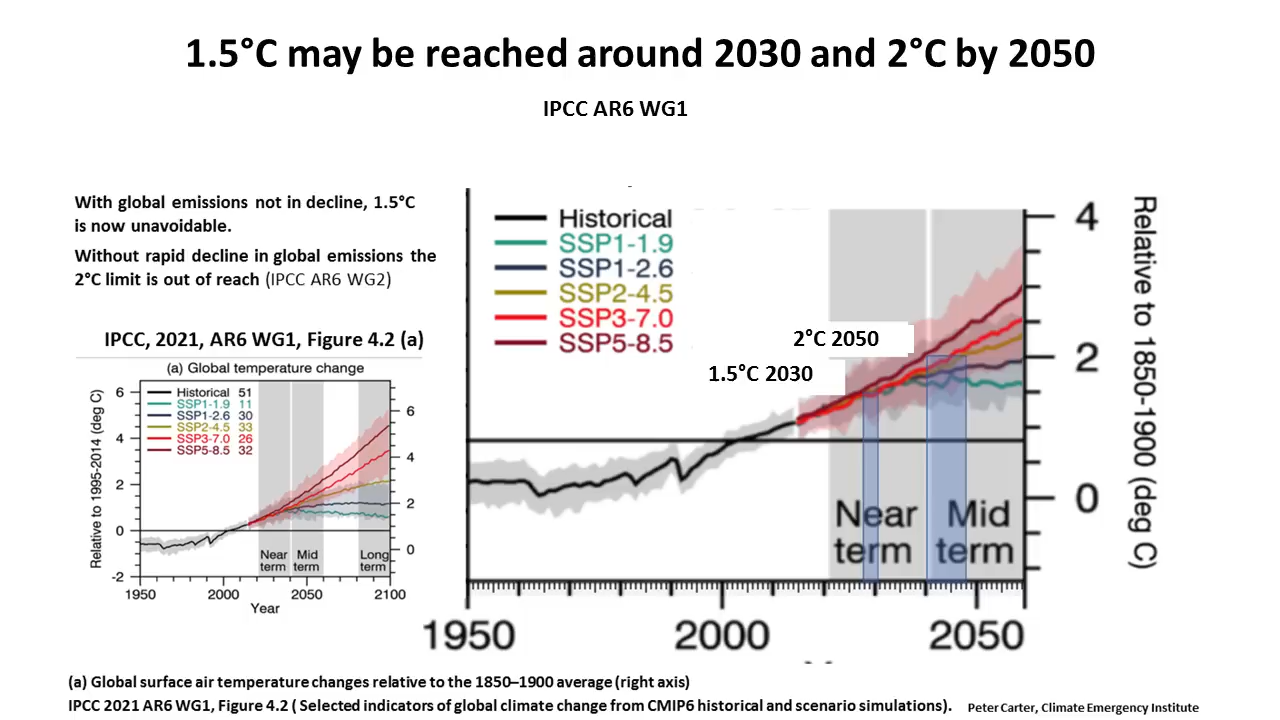 1.5°C may be reached around 2030 and 2°C by 2050
IPCC AR6 WG1
With global emissions not in decline, 1.5°C
is now unavoidable.
Without rapid decline in global emissions the
2°C limit is out of reach (IPCC AR6 WG2)
IPCC, 2021, AR6 WG1, Figure 4.2 (a)
(a) Global temperature change
Relative to 1995-2014 (deg C)
6
4
2
0
-2
Historical 51
SSP1-1.9 11
SSP1-2.6 30
SSP2-4.5 33
SSP3-7.0 26
SSP5-8.5 32
6
4
2
0
Near
term
Mid
term
Long
term
1950 2000 2050 2100
Year
Historical
SSP1-1.9
SSP1-2.6
SSP2-4.5
SSP3-7.0
SSP5-8.5
2°C 2050
1.5°C 2030
Near
term
Mid
term
4
2
0
Relative to 1850-1900 (deg C)
1950 2000 2050
(a) Global surface air temperature changes relative to the 1850–1900 average (right axis)
IPCC 2021 AR6 WG1, Figure 4.2 ( Selected indicators of global climate change from CMIP6 historical and scenario simulations).
Peter Carter, Climate Emergency Institute